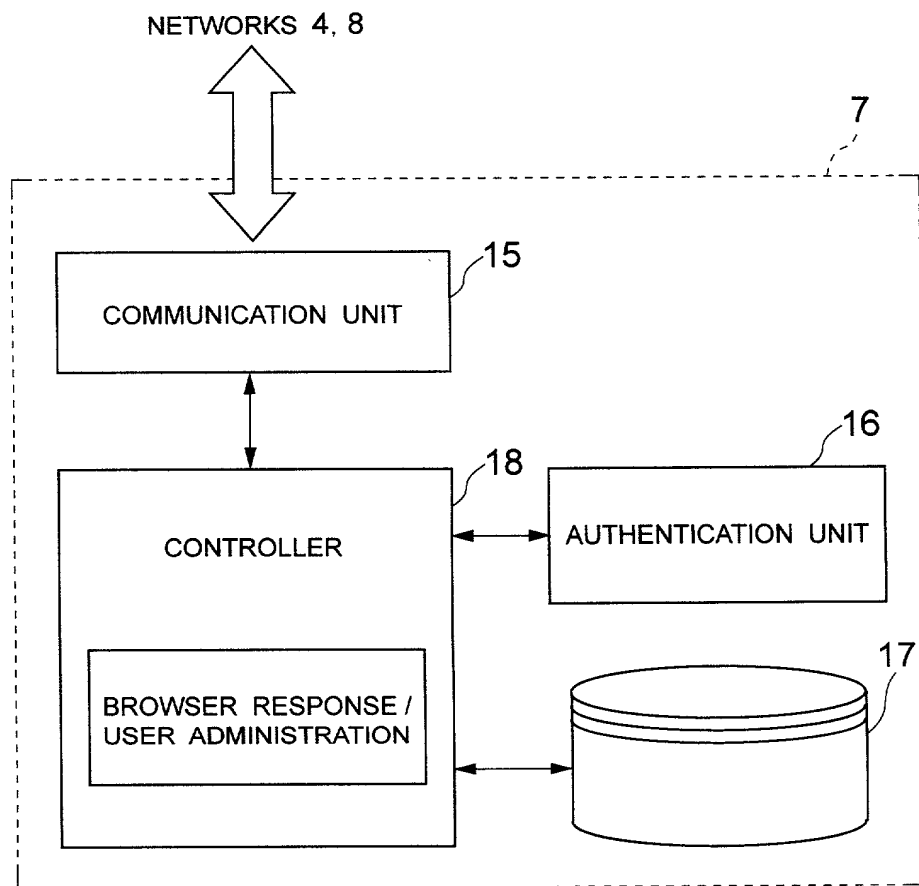 NETWORKS 4, 8
7
15
COMMUNICATION UNIT
18
CONTROLLER
16
AUTHENTICATION UNIT
BROWSER RESPONSE /
USER ADMINISTRATION
17